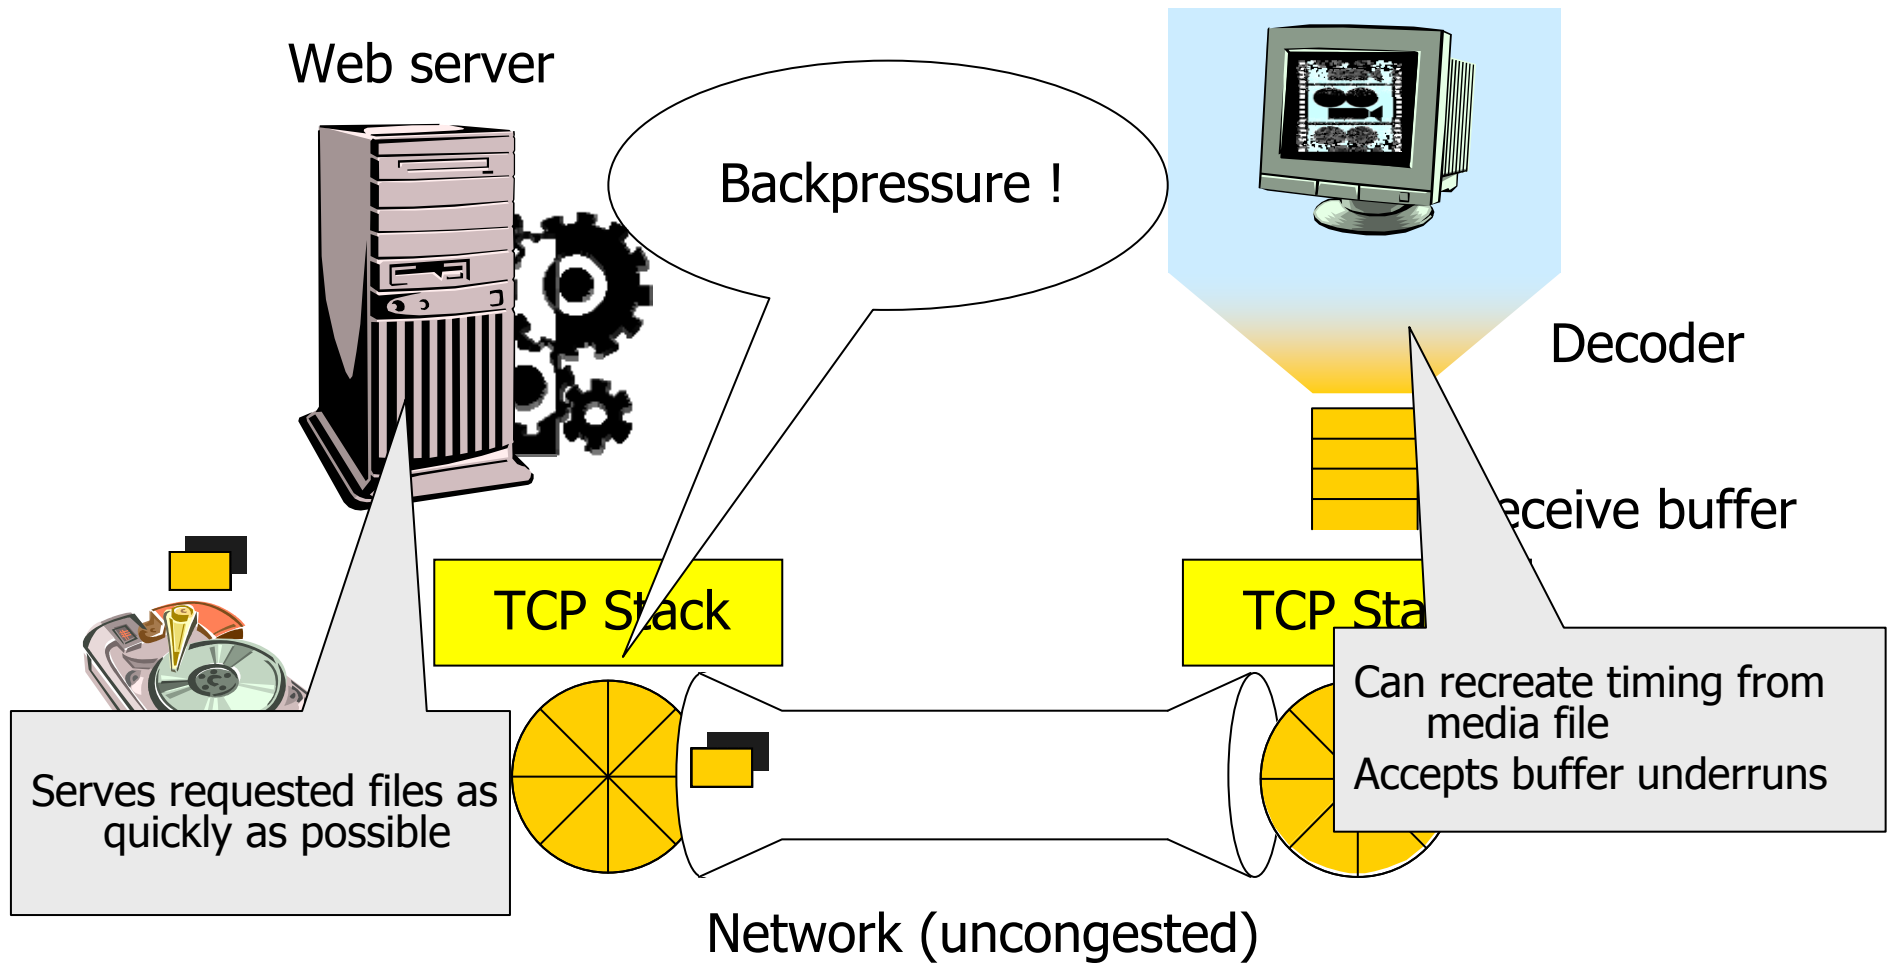 Web server
Backpressure !
Decoder
eceive buffer
TCP Stack
TCP Sta
Can recreate timing from
media file
Accepts buffer underruns
Serves requested files as
quickly as possible
Network (uncongested)